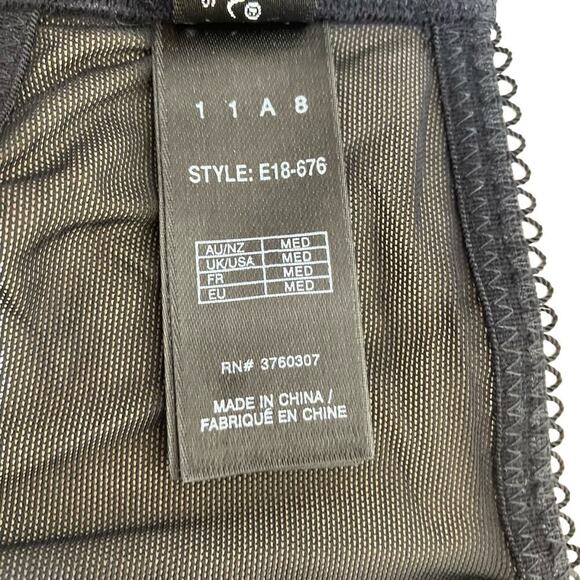 1 1 A 8
STYLE: E18-676
AU/NZ MED
UK/USA MED
FR MED
EU MED
RN# 3760307
MADE IN CHINA /
FABRIQUÉ EN CHINE